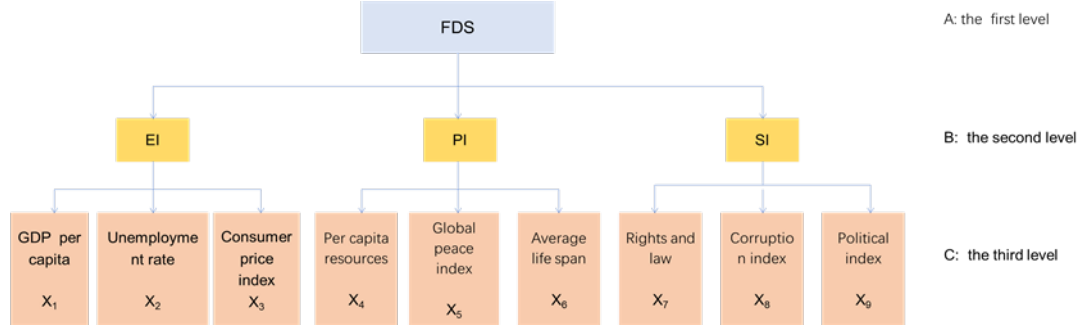 FDS
A: the first level
EI
PI
SI
B: the second level
GDP per
capita
X₁
Unemployme
nt rate
X₂
Consumer
price
index
X₃
Per capita
resources
X₄
Global
peace
index
X₅
Average
life span
X₆
Rights and
law
X₇
Corruptio
n index
X₈
Political
index
X₉
C: the third level